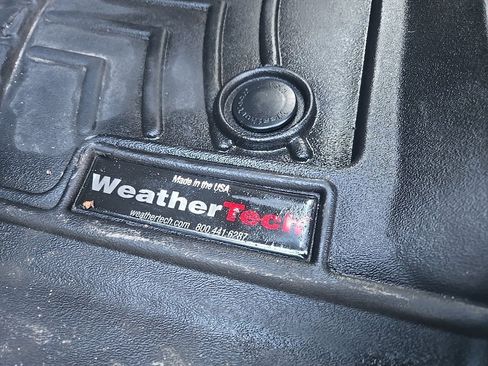 Made in the USA
WeatherTech
weathertech.com 800.441.6287